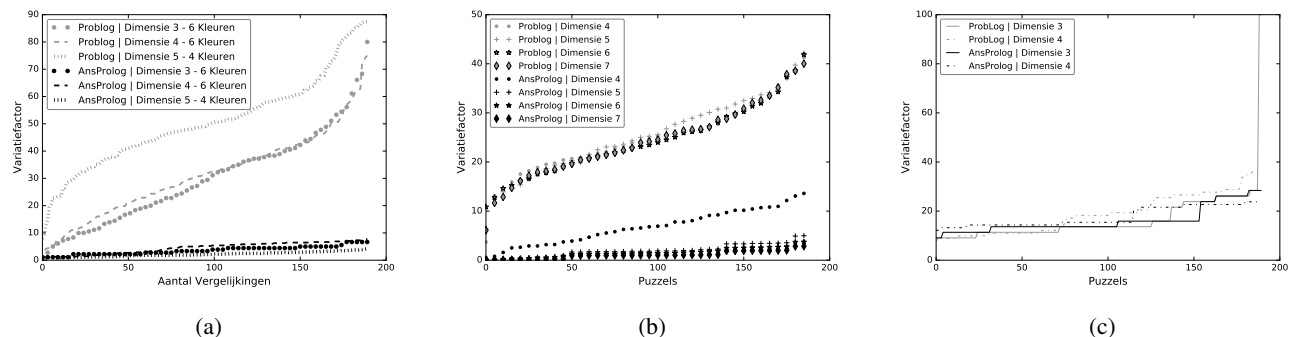 90
80
70
60
50
40
30
20
10
0
Variatiefactor
Problog | Dimensie 3 - 6 Kleuren
Problog | Dimensie 4 - 6 Kleuren
Problog | Dimensie 5 - 4 Kleuren
AnsProlog | Dimensie 3 - 6 Kleuren
AnsProlog | Dimensie 4 - 6 Kleuren
AnsProlog | Dimensie 5 - 4 Kleuren
0 50 100 150 200
Aantal Vergelijkingen
(a)
50
40
30
20
10
0
Variatiefactor
Problog | Dimensie 4
Problog | Dimensie 5
Problog | Dimensie 6
Problog | Dimensie 7
AnsProlog | Dimensie 4
AnsProlog | Dimensie 5
AnsProlog | Dimensie 6
AnsProlog | Dimensie 7
0 50 100 150 200
Puzzels
(b)
100
80
60
40
20
0
Variatiefactor
ProbLog | Dimensie 3
ProbLog | Dimensie 4
AnsProlog | Dimensie 3
AnsProlog | Dimensie 4
0 50 100 150 200
Puzzels
(c)